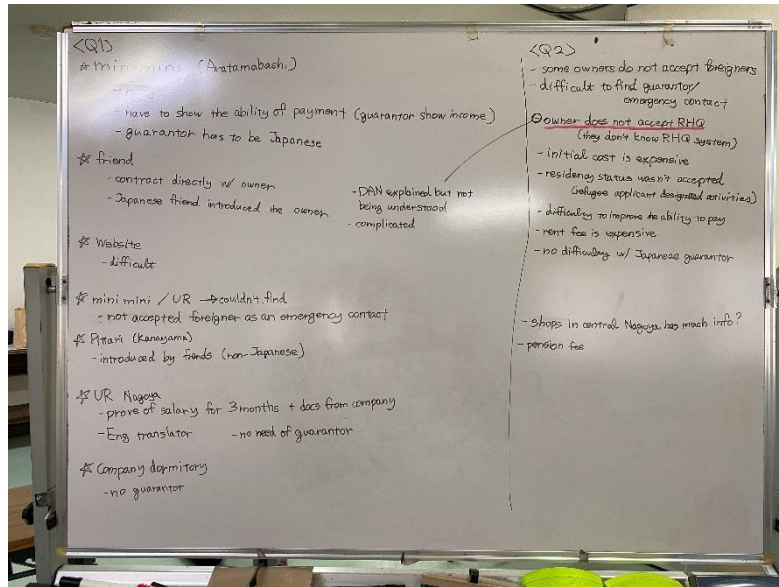 <Q1>
☆ mini mini (Aratamabashi)
- have to show the ability of payment (guarantor show income)
- guarantor has to be Japanese
☆ friend
- contract directly w/ owner
- Japanese friend introduced the owner
☆ Website
- difficult
☆ mini mini / UR → couldn't find
- not accepted foreigner as an emergency contact
☆ Pittari (Kanayama)
- introduced by friends (non-Japanese)
☆ UR Nagoya
- prove of salary for 3 months + docs from company
- Eng translator - no need of guarantor
☆ Company dormitory
- no guarantor
- DAN explained but not
being understood
- complicated
<Q2>
- some owners do not accept foreigners
- difficult to find guarantor/
emergency contact
owner does not accept RHQ
(they don't know RHQ system)
- initial cost is expensive
- residency status wasn't accepted
(refugee applicant designated activities)
- difficulty to improve the ability to pay
- rent fee is expensive
- no difficulty w/ Japanese guarantor
- shops in central Nagoya has much info?
- pension fee